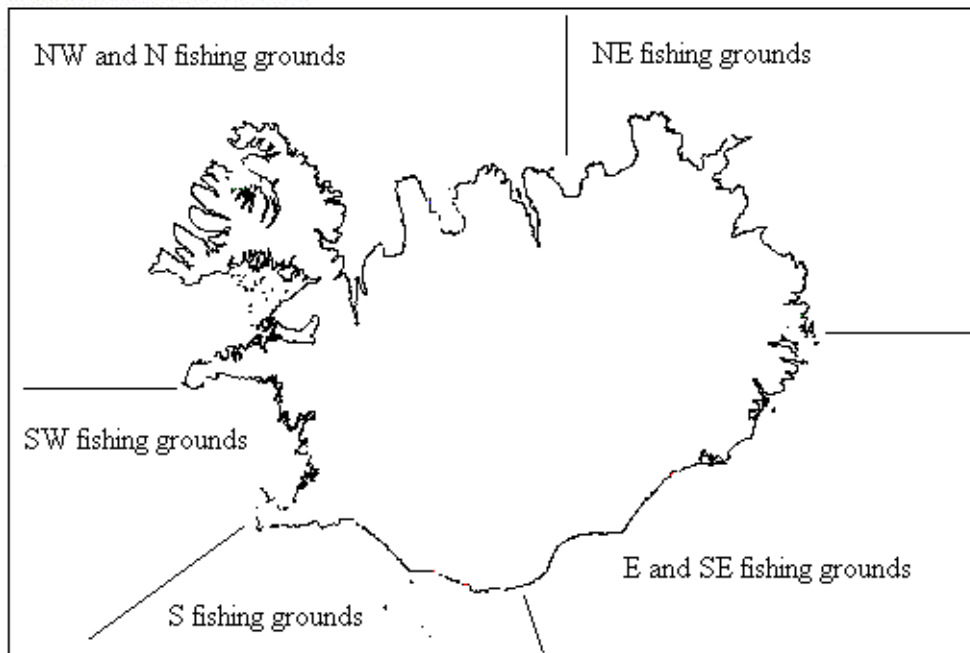 NW and N fishing grounds
NE fishing grounds
SW fishing grounds
E and SE fishing grounds
S fishing grounds